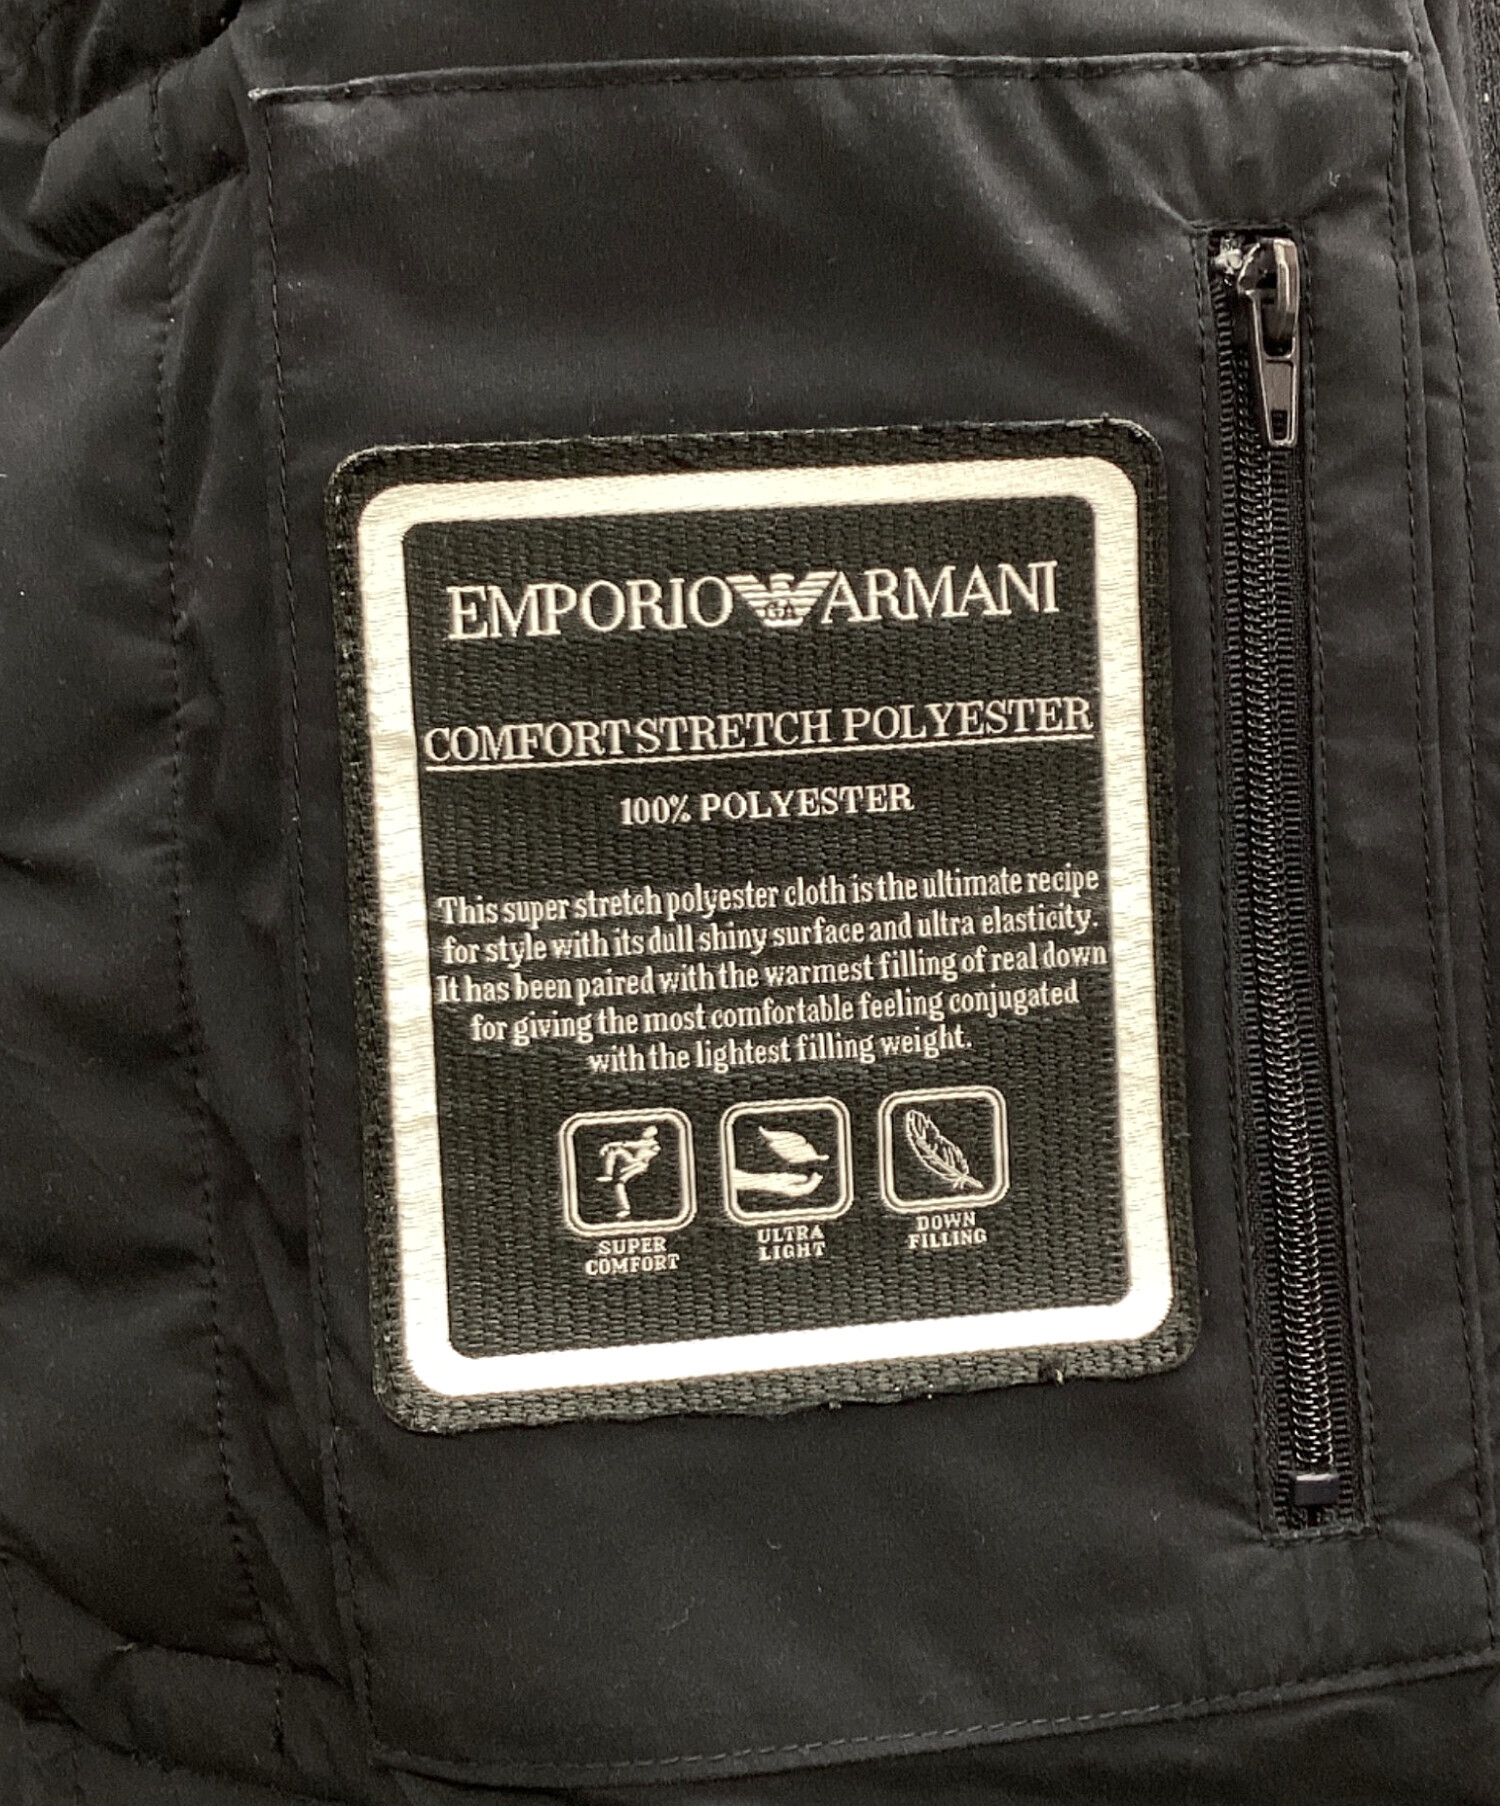 EMPORIO GA ARMANI
COMFORT STRETCH POLYESTER
100% POLYESTER
This super stretch polyester cloth is the ultimate recipe
for style with its dull shiny surface and ultra elasticity.
It has been paired with the warmest filling of real down
for giving the most comfortable feeling conjugated
with the lightest filling weight.
SUPER COMFORT
ULTRA LIGHT
DOWN FILLING